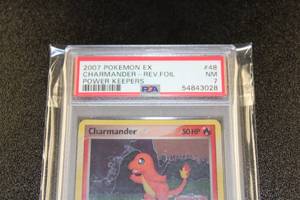 2007 POKEMON EX #48
CHARMANDER-REV.FOIL NM
POWER KEEPERS PSA 7
54843028
Charmander 50 HP